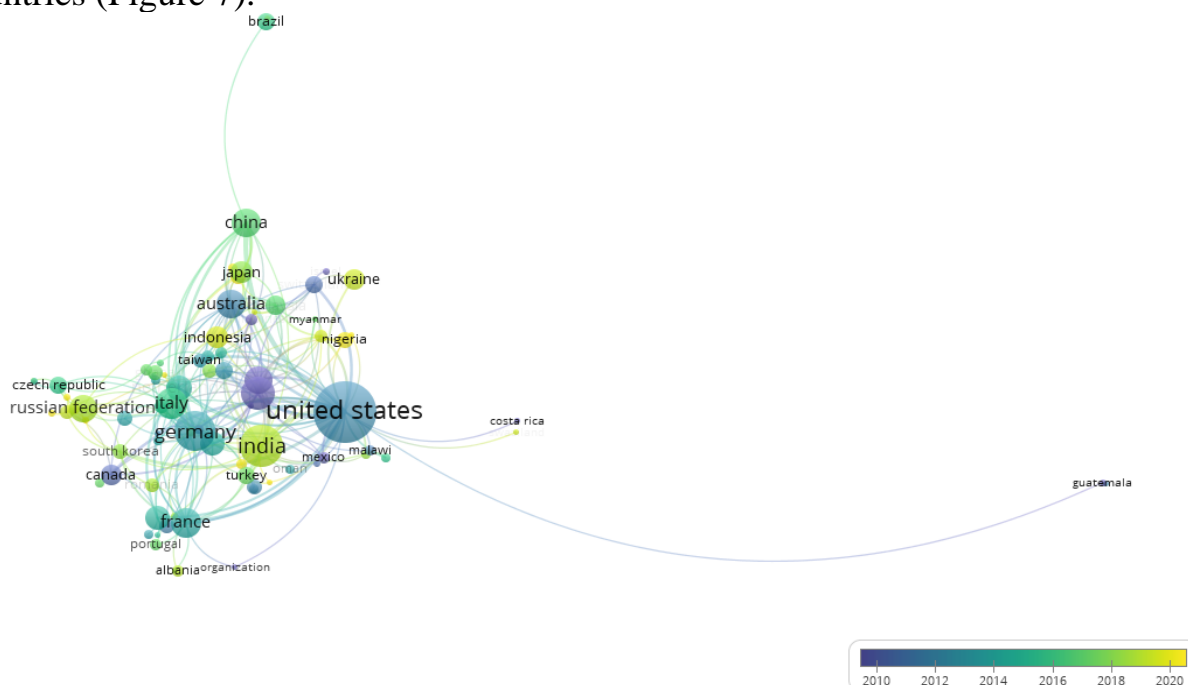 ntries (Figure 7).
brazil
china
japan
ukraine
australia
myanmar
indonesia
nigeria
taiwan
czech republic
italy
russian federation
united states
costa rica
germany
india
south korea
mexico
malawi
oman
canada
turkey
romania
guatemala
france
portugal
albania
organization
2010 2012 2014 2016 2018 2020